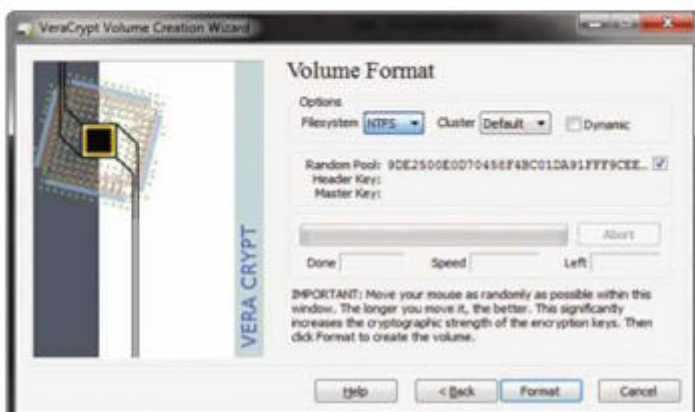 VeraCrypt Volume Creation Wizard
VERA CRYPT
Volume Format
Options
Filesystem NTFS Cluster Default Dynamic
Random Pool: 9DE2500E0D70458F4BC01DA91FFF9CEE..
Header Key:
Master Key:
Abort
Done Speed Left
IMPORTANT: Move your mouse as randomly as possible within this
window. The longer you move it, the better. This significantly
increases the cryptographic strength of the encryption keys. Then
click Format to create the volume.
Help < Back Format Cancel